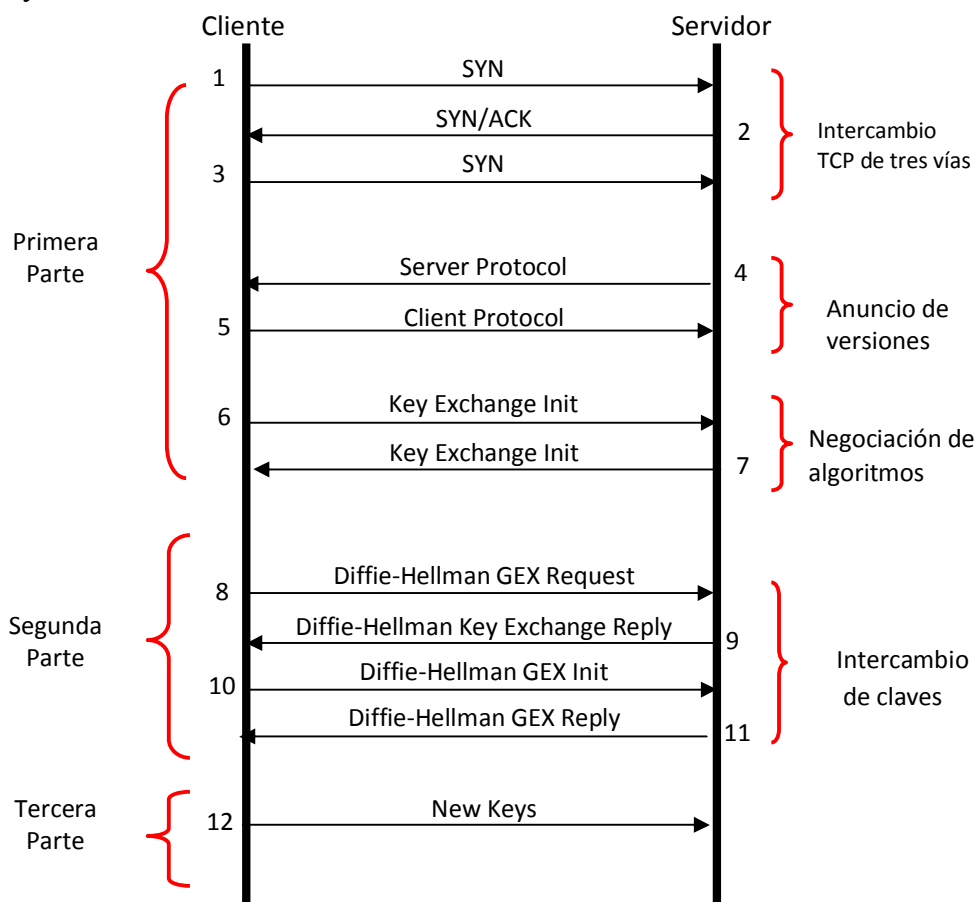 Cliente
Servidor
1
SYN
SYN/ACK
2
Intercambio
TCP de tres vías
3
SYN
Primera
Parte
Server Protocol
4
5
Client Protocol
Anuncio de
versiones
6
Key Exchange Init
Key Exchange Init
7
Negociación de
algoritmos
Segunda
Parte
8
Diffie-Hellman GEX Request
Diffie-Hellman Key Exchange Reply
9
10
Diffie-Hellman GEX Init
Diffie-Hellman GEX Reply
11
Intercambio
de claves
Tercera
Parte
12
New Keys